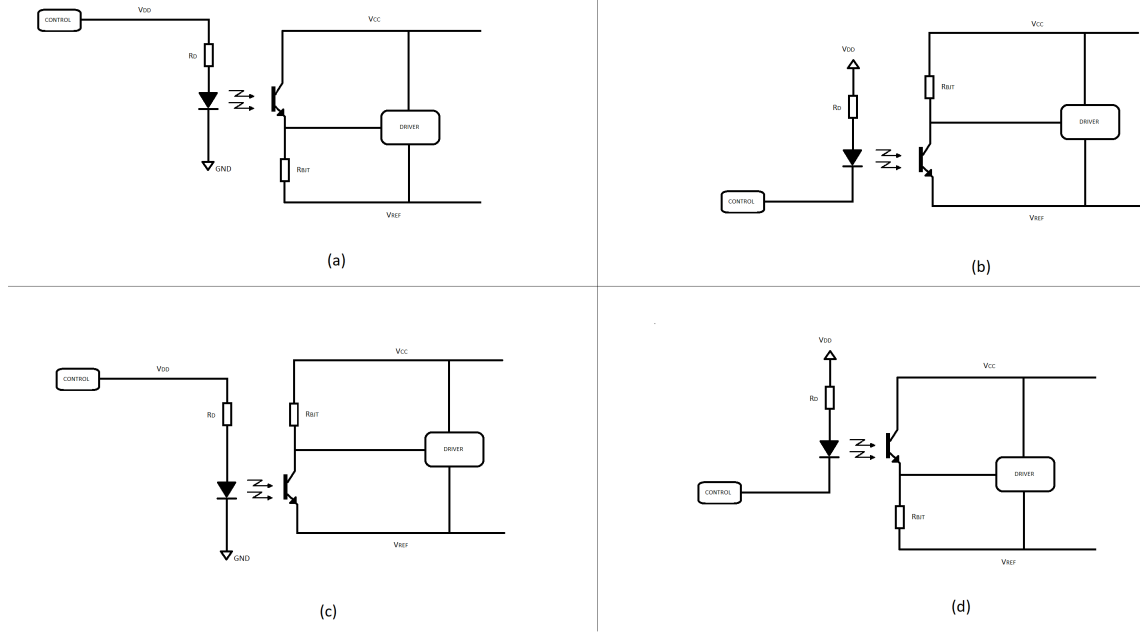 CONTROL
VDD
RD
GND
VCC
DRIVER
RBIT
VREF
(a)
VDD
RD
CONTROL
VCC
RBIT
DRIVER
VREF
(b)
CONTROL
VDD
RD
GND
VCC
RBIT
DRIVER
VREF
(c)
VDD
RD
CONTROL
VCC
DRIVER
RBIT
VREF
(d)